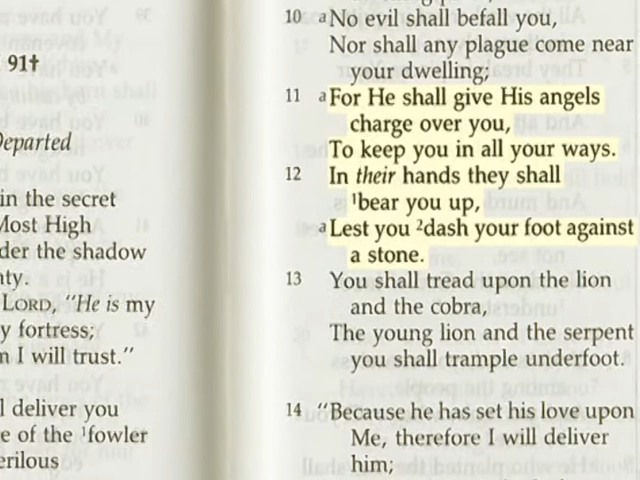 91†
Departed
in the secret
Most High
der the shadow
hty.
LORD, "He is my
y fortress;
n I will trust."
l deliver you
e of the ¹fowler
erilous
10 aNo evil shall befall you,
Nor shall any plague come near
your dwelling;
11 aFor He shall give His angels
charge over you,
To keep you in all your ways.
12 In their hands they shall
¹bear you up,
aLest you ²dash your foot against
a stone.
13 You shall tread upon the lion
and the cobra,
The young lion and the serpent
you shall trample underfoot.
14 "Because he has set his love upon
Me, therefore I will deliver
him;